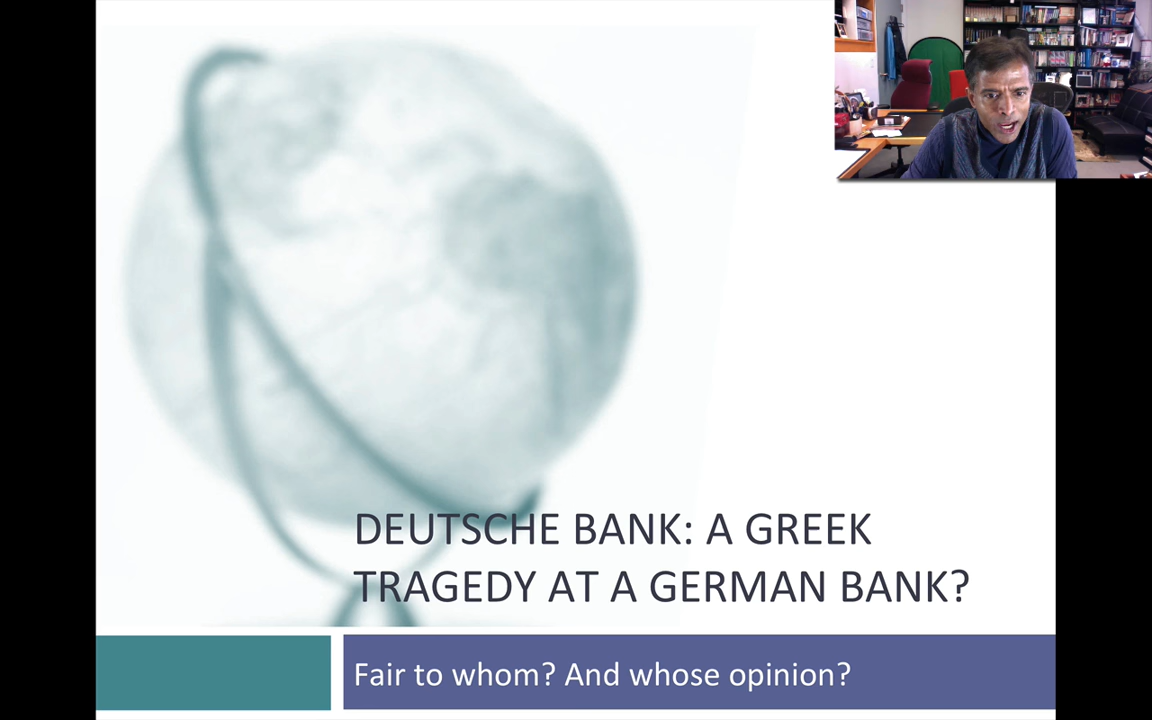 DEUTSCHE BANK: A GREEK
TRAGEDY AT A GERMAN BANK?
Fair to whom? And whose opinion?